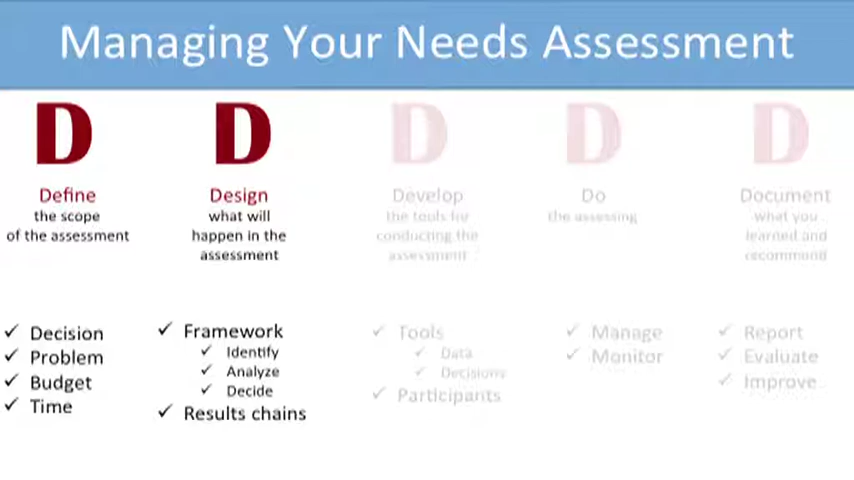 Managing Your Needs Assessment
D
Define
the scope
of the assessment
✓ Decision
✓ Problem
✓ Budget
✓ Time
D
Design
what will
happen in the
assessment
✓ Framework
✓ Identify
✓ Analyze
✓ Decide
✓ Results chains
D
Develop
the tools for
conducting the
assessment
✓ Tools
✓ Data
✓ Decisions
✓ Participants
D
Do
the assessing
✓ Manage
✓ Monitor
D
Document
what you
learned and
recommend
✓ Report
✓ Evaluate
✓ Improve